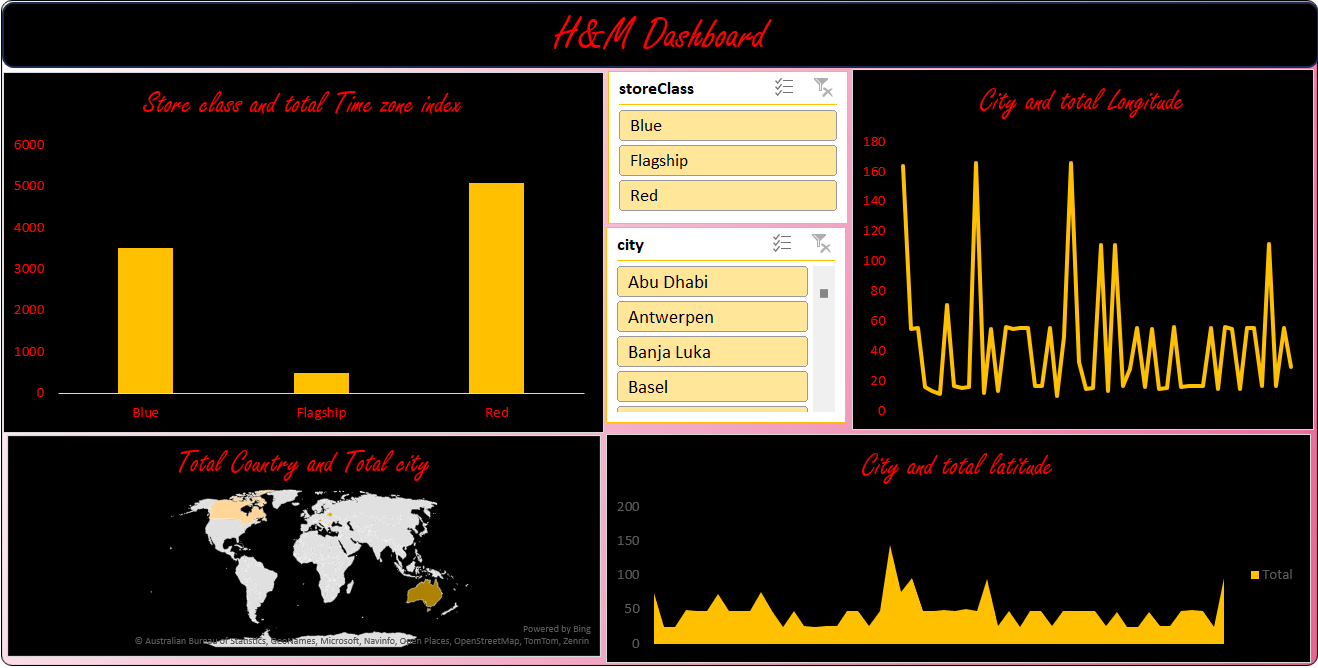 H&M Dashboard
Store class and total Time zone index
6000
5000
4000
3000
2000
1000
0
Blue
Flagship
Red
storeClass
Blue
Flagship
Red
city
Abu Dhabi
Antwerpen
Banja Luka
Basel
City and total Longitude
180
160
140
120
100
80
60
40
20
0
Total Country and Total city
Powered by Bing
© Australian Bureau of Statistics, GeoNames, Microsoft, Navinfo, Open Places, OpenStreetMap, TomTom, Zenrin
City and total latitude
200
150
100
50
0
Total